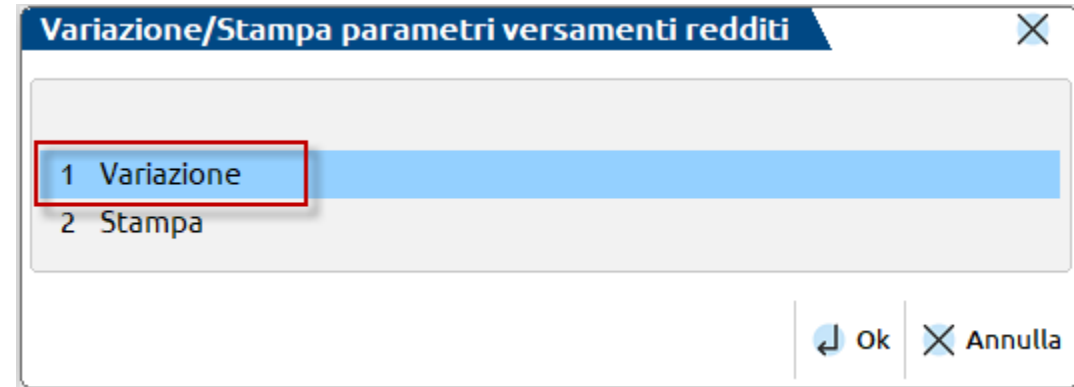 Variazione/Stampa parametri versamenti redditi
1 Variazione
2 Stampa
Ok Annulla